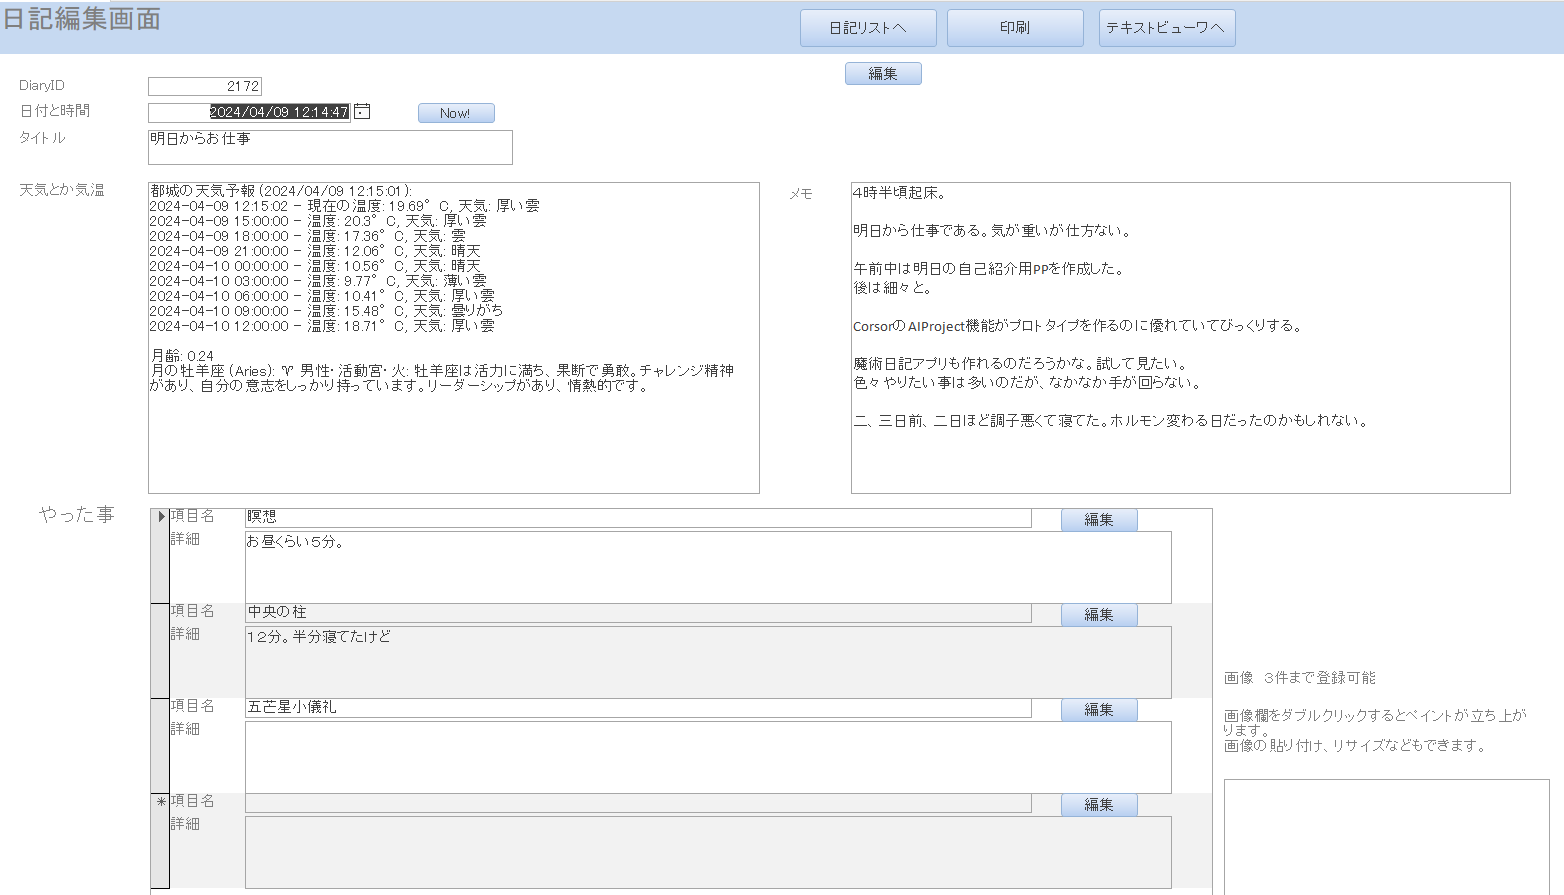 日記編集画面
日記リストへ
印刷
テキストビューワへ
編集
DiaryID
2172
日付と時間
2024/04/09 12:14:47
Now!
タイトル
明日からお仕事
天気とか気温
都城の天気予報 (2024/04/09 12:15:01):
2024-04-09 12:15:02 - 現在の温度: 19.69°C, 天気: 厚い雲
2024-04-09 15:00:00 - 温度: 20.3°C, 天気: 厚い雲
2024-04-09 18:00:00 - 温度: 17.36°C, 天気: 雲
2024-04-09 21:00:00 - 温度: 12.06°C, 天気: 晴天
2024-04-10 00:00:00 - 温度: 10.56°C, 天気: 晴天
2024-04-10 03:00:00 - 温度: 9.77°C, 天気: 薄い雲
2024-04-10 06:00:00 - 温度: 10.41°C, 天気: 厚い雲
2024-04-10 09:00:00 - 温度: 15.48°C, 天気: 曇りがち
2024-04-10 12:00:00 - 温度: 18.71°C, 天気: 厚い雲
月齢: 0.24
月の牡羊座 (Aries): ♈ 男性・活動宮・火: 牡羊座は活力に満ち、果断で勇敢。チャレンジ精神
があり、自分の意志をしっかり持っています。リーダーシップがあり、情熱的です。
メモ
４時半頃起床。
明日から仕事である。気が重いが仕方ない。
午前中は明日の自己紹介用PPを作成した。
後は細々と。
CorsorのAIProject機能がプロトタイプを作るのに優れていてびっくりする。
魔術日記アプリも作れるのだろうかな。試して見たい。
色々やりたい事は多いのだが、なかなか手が回らない。
二、三日前、二日ほど調子悪くて寝てた。ホルモン変わる日だったのかもしれない。
やった事
項目名
瞑想
編集
詳細
お昼くらい５分。
項目名
中央の柱
編集
詳細
１２分。半分寝てたけど
項目名
五芒星小儀礼
編集
詳細
項目名
編集
詳細
画像　3件まで登録可能
画像欄をダブルクリックするとペイントが立ち上が
ります。
画像の貼り付け、リサイズなどもできます。